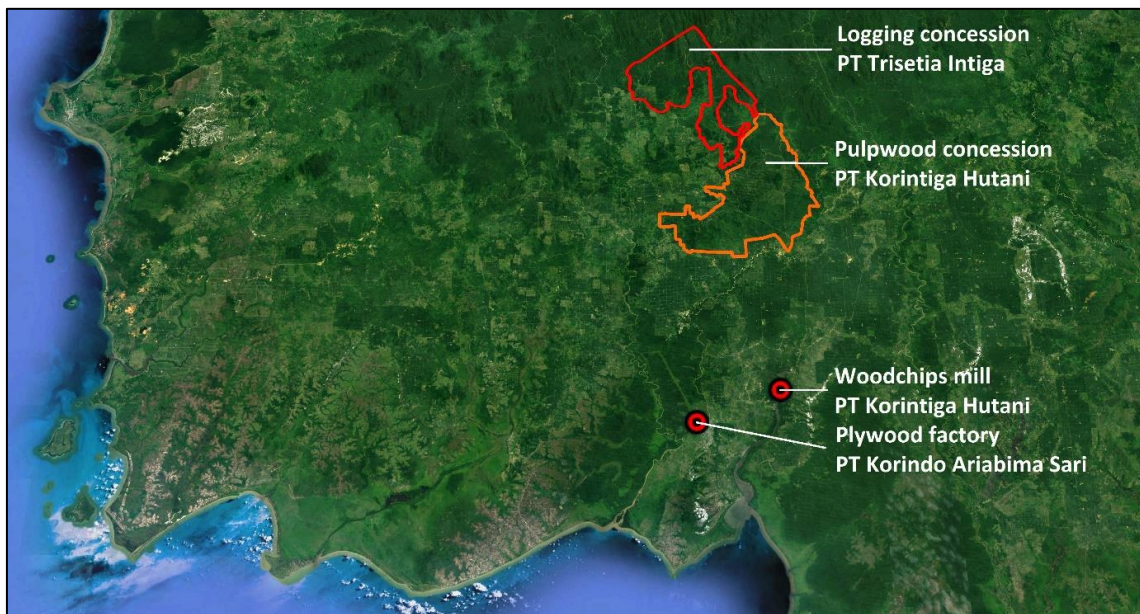 Logging concession
PT Trisetia Intiga
Pulpwood concession
PT Korintiga Hutani
Woodchips mill
PT Korintiga Hutani
Plywood factory
PT Korindo Ariabima Sari